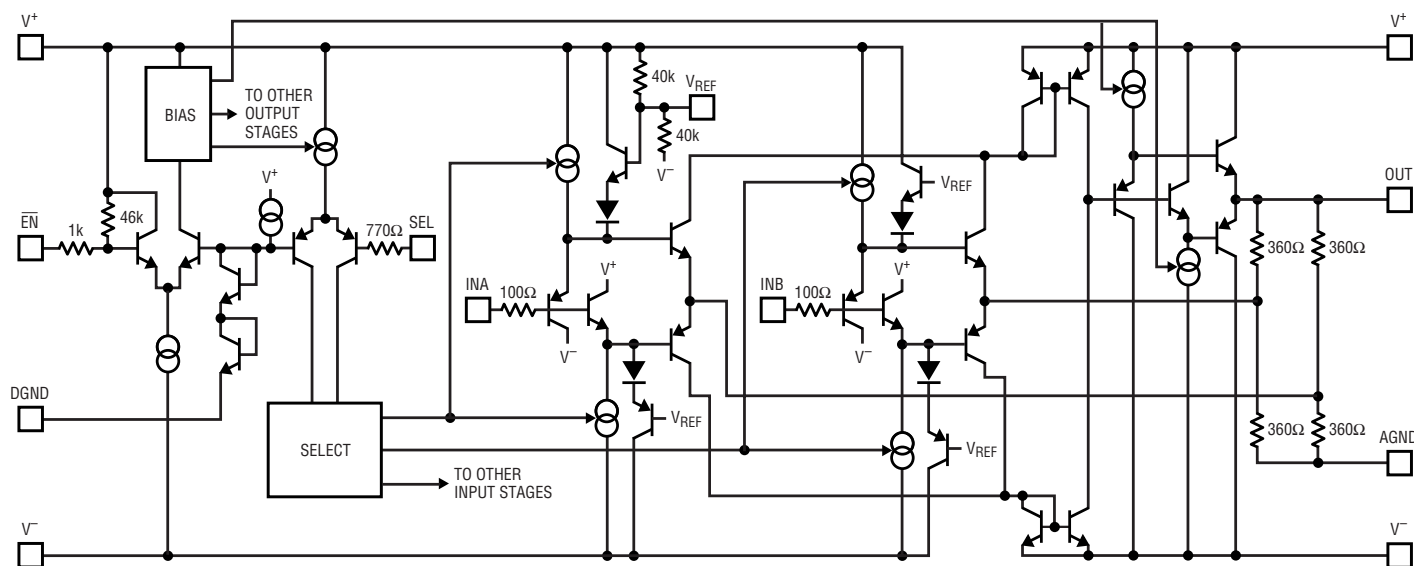 V+
V+
BIAS
TO OTHER
OUTPUT
STAGES
40k
VREF
40k
V−
V+
VREF
OUT
46k
EN
1k
770Ω
SEL
360Ω
360Ω
INA
100Ω
V+
V−
INB
100Ω
V+
V−
DGND
VREF
SELECT
VREF
360Ω
360Ω
AGND
TO OTHER
INPUT STAGES
V−
V−